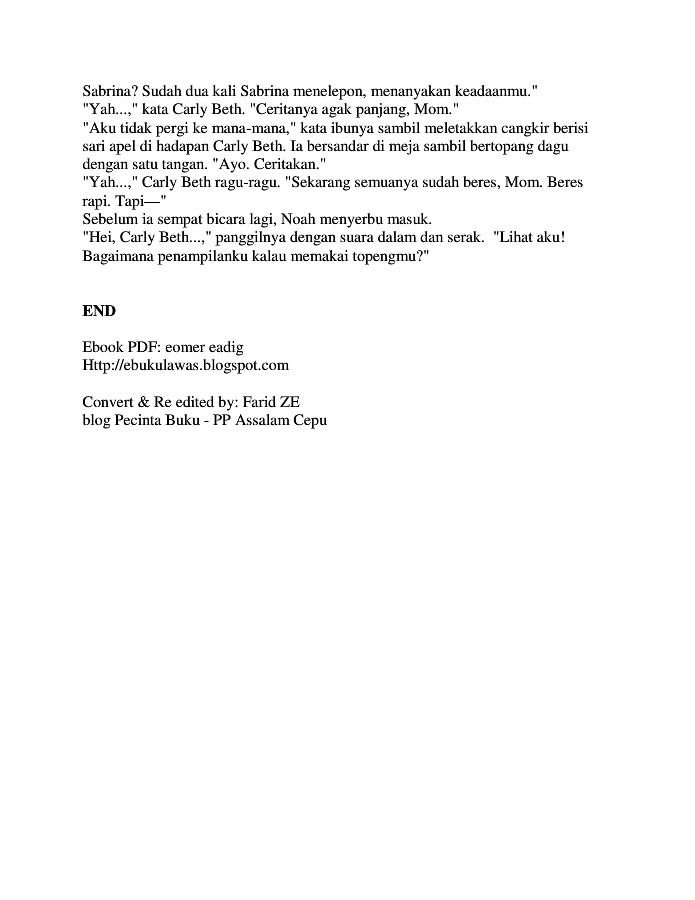 Sabrina? Sudah dua kali Sabrina menelepon, menanyakan keadaanmu."
"Yah...," kata Carly Beth. "Ceritanya agak panjang, Mom."
"Aku tidak pergi ke mana-mana," kata ibunya sambil meletakkan cangkir berisi
sari apel di hadapan Carly Beth. Ia bersandar di meja sambil bertopang dagu
dengan satu tangan. "Ayo. Ceritakan."
"Yah...," Carly Beth ragu-ragu. "Sekarang semuanya sudah beres, Mom. Beres
rapi. Tapi—"
Sebelum ia sempat bicara lagi, Noah menyerbu masuk.
"Hei, Carly Beth...," panggilnya dengan suara dalam dan serak.  "Lihat aku!
Bagaimana penampilanku kalau memakai topengmu?"
END
Ebook PDF: eomer eadig
Http://ebukulawas.blogspot.com
Convert & Re edited by: Farid ZE
blog Pecinta Buku - PP Assalam Cepu